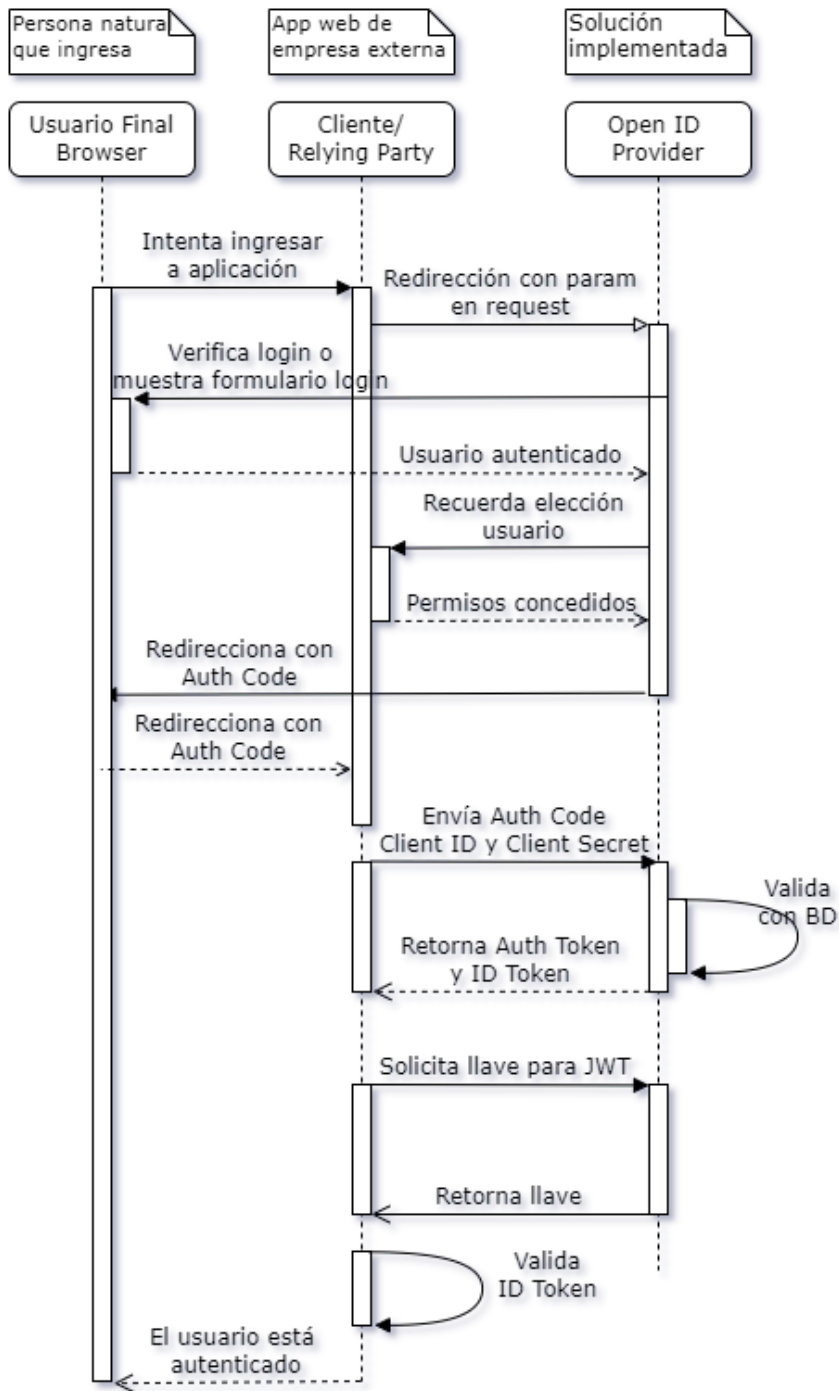 Persona natural
que ingresa
App web de
empresa externa
Solución
implementada
Usuario Final
Browser
Cliente/
Relying Party
Open ID
Provider
Intenta ingresar
a aplicación
Redirección con param
en request
Verifica login o
muestra formulario login
Usuario autenticado
Recuerda elección
usuario
Permisos concedidos
Redirecciona con
Auth Code
Redirecciona con
Auth Code
Envía Auth Code
Client ID y Client Secret
Valida
con BD
Retorna Auth Token
y ID Token
Solicita llave para JWT
Retorna llave
Valida
ID Token
El usuario está
autenticado